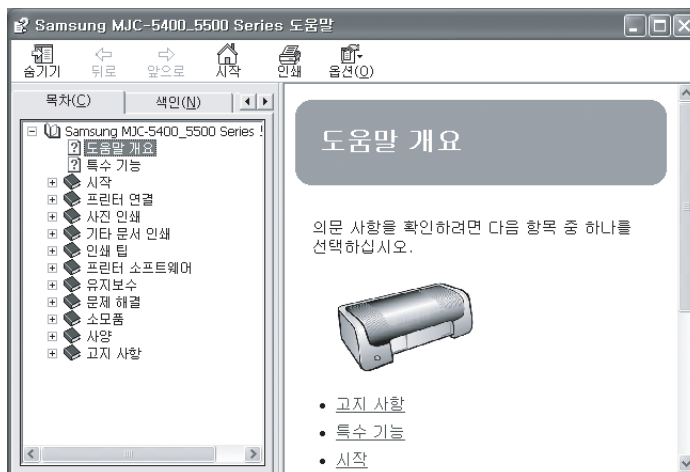 Samsung MJC-5400_5500 Series 도움말
숨기기 뒤로 앞으로 시작 인쇄 옵션(O)
목차(C) 색인(N)
Samsung MJC-5400_5500 Series
도움말 개요
특수 기능
시작
프린터 연결
사진 인쇄
기타 문서 인쇄
인쇄 팁
프린터 소프트웨어
유지보수
문제 해결
소모품
사양
고지 사항
도움말 개요
의문 사항을 확인하려면 다음 항목 중 하나를
선택하십시오.
• 고지 사항
• 특수 기능
• 시작